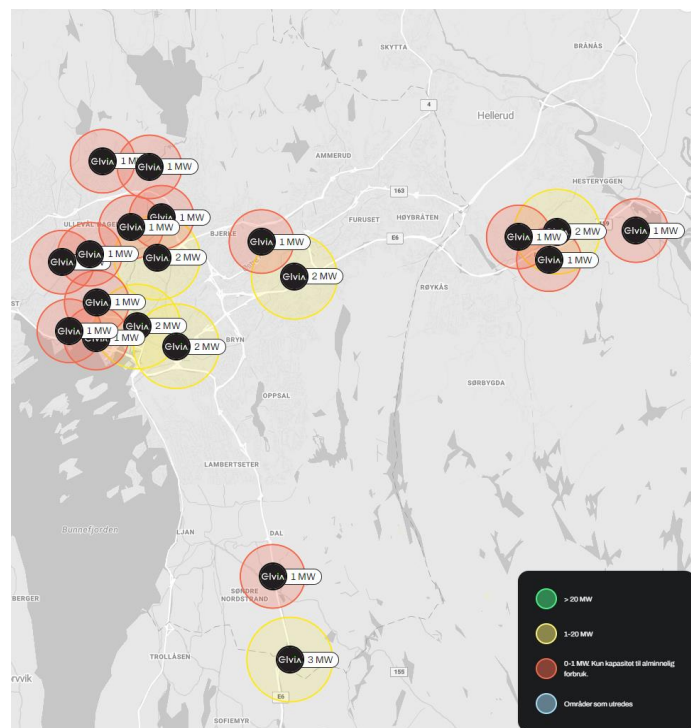 SKYTTA
BRÅNÅS
4
Hellerud
Elvia 1 MW
Elvia 1 MW
AMMERUD
HESTERYGGEN
163
Elvia 1 MW
FURUSET
HØYBRÅTEN
Elvia 1 MW
BJERKE
E6
Elvia 1 MW
Elvia 2 MW
Elvia 1 MW
Elvia 1 MW
Elvia 1 MW
Elvia 2 MW
Elvia 1 MW
Elvia
Elvia 2 MW
RØYKÅS
Elvia 1 MW
Elvia 2 MW
Elvia 1 MW
Elvia 1 MW
BRYN
Elvia 2 MW
SØRBYGDA
OPPSAL
LAMBERTSETER
Bunnefjorden
LJAN
DAL
Elvia 1 MW
SØNDRE
NORDSTRAND
TROLLÅSEN
Elvia 3 MW
155
E6
SOFIEMYR
> 20 MW
1-20 MW
0-1 MW. Kun kapasitet til alminnelig
forbruk.
Områder som utredes